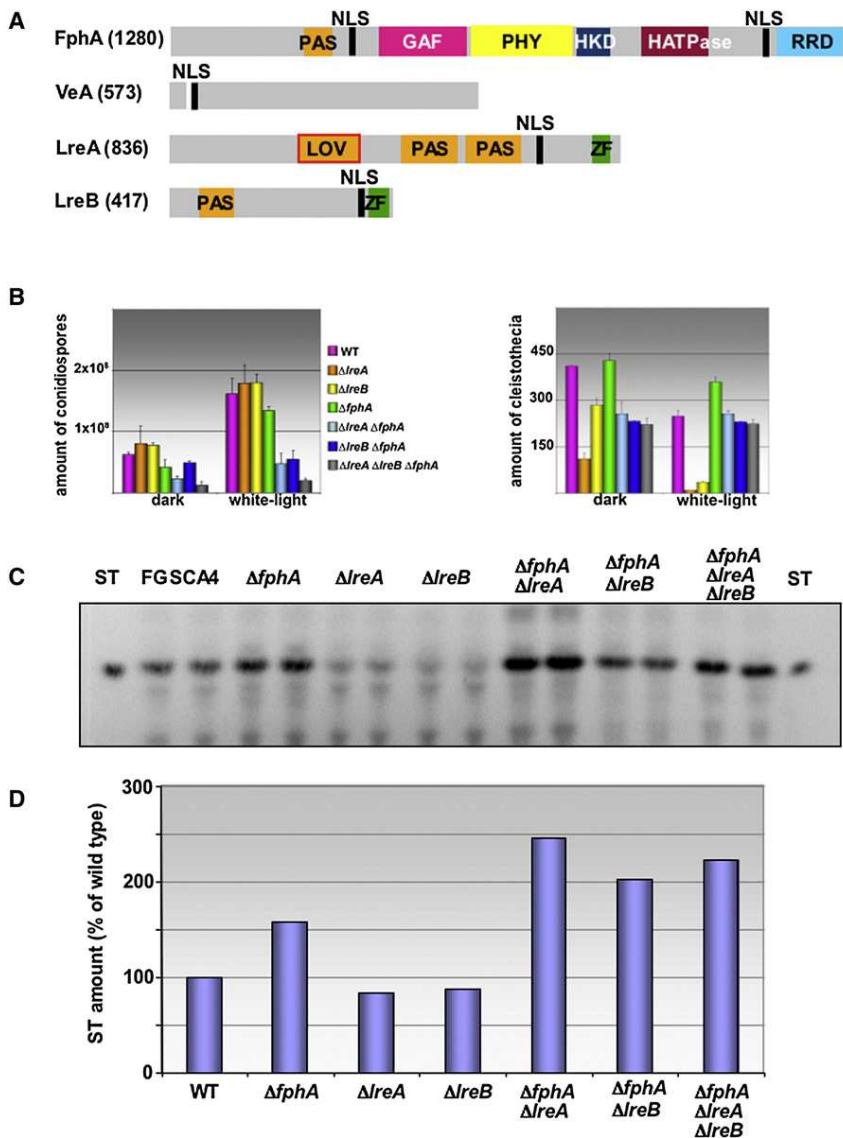 A
FphA (1280)
PAS
NLS
GAF
PHY
HKD
HATPase
NLS
RRD
VeA (573)
NLS
LreA (836)
LOV
PAS
PAS
NLS
ZF
LreB (417)
PAS
NLS
ZF
B
amount of conidiospores
1x10⁸
dark
white-light
WT
ΔlreA
ΔlreB
ΔfphA
ΔlreA ΔfphA
ΔlreB ΔfphA
ΔlreA ΔlreB ΔfphA
amount of cleistothecia
450
300
150
dark
white-light
C
ST
FGSCA4
ΔfphA
ΔlreA
ΔlreB
ΔfphA
ΔlreA
ΔfphA
ΔlreB
ΔfphA
ΔlreA
ΔlreB
ST
D
ST amount (% of wild type)
300
200
100
0
WT
ΔfphA
ΔlreA
ΔlreB
ΔfphA
ΔlreA
ΔfphA
ΔlreB
ΔfphA
ΔlreA
ΔlreB